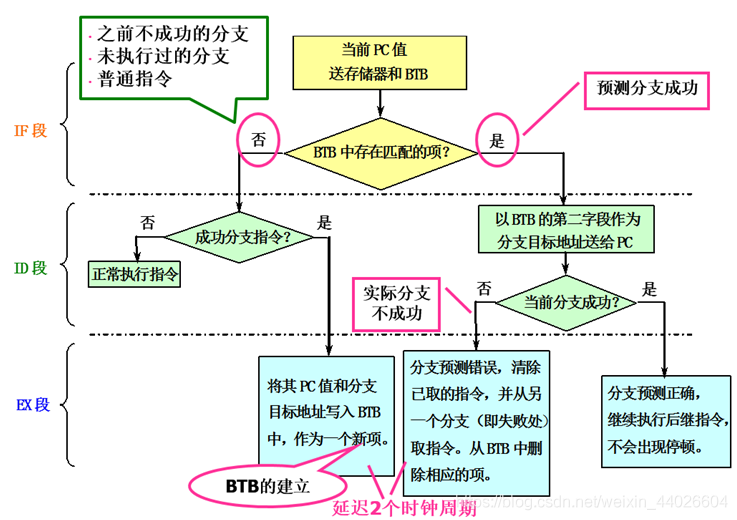 · 之前不成功的分支
· 未执行过的分支
· 普通指令
当前 PC 值
送存储器和 BTB
预测分支成功
IF 段
否
BTB 中存在匹配的项？
是
以 BTB 的第二字段作为
分支目标地址送给 PC
否
成功分支指令？
是
ID 段
正常执行指令
实际分支
不成功
否
当前分支成功？
是
EX 段
将其 PC 值和分支
目标地址写入 BTB
中，作为一个新项。
分支预测错误，清除
已取的指令，并从另
一个分支（即失败处）
取指令。从 BTB 中删
除相应的项。
分支预测正确，
继续执行后继指令，
不会出现停顿。
BTB的建立
延迟2个时钟周期
https://blog.csdn.net/weixin_44026604